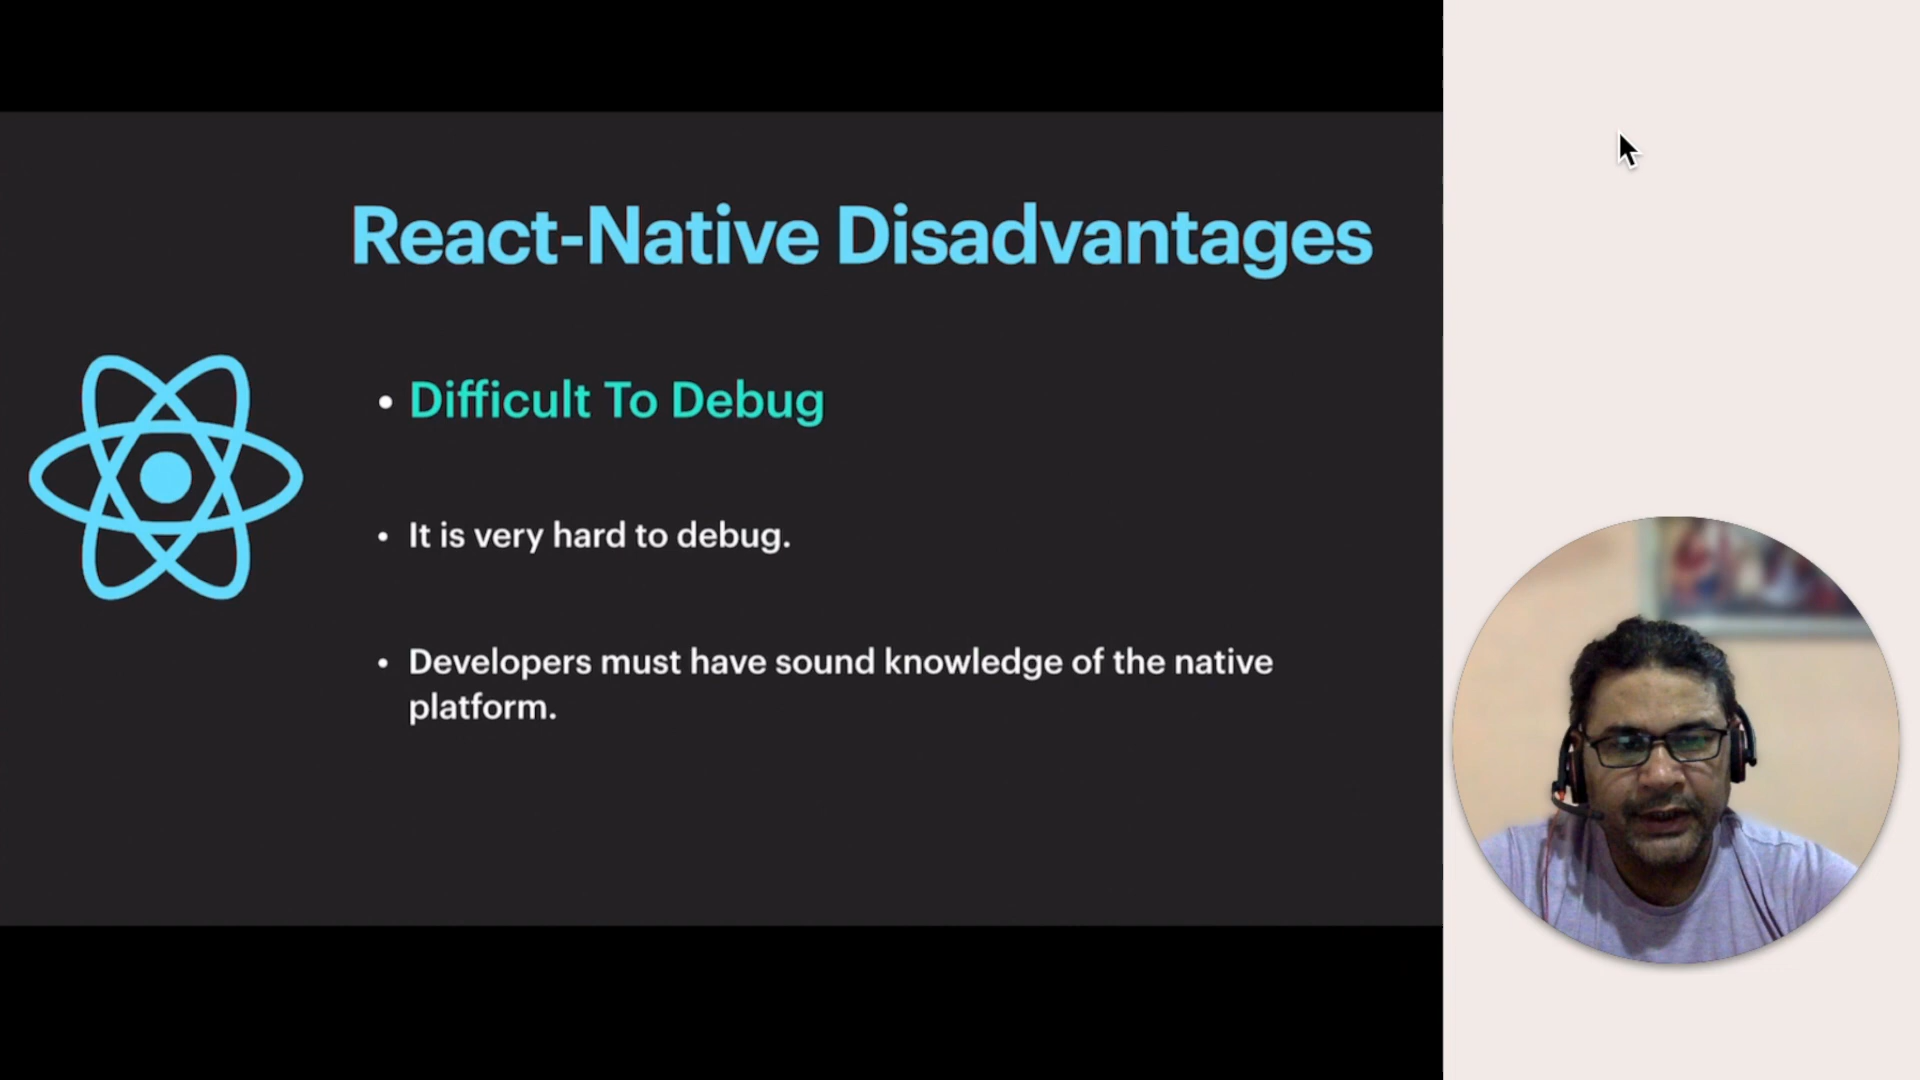 React-Native Disadvantages
• Difficult To Debug
• It is very hard to debug.
• Developers must have sound knowledge of the native
platform.